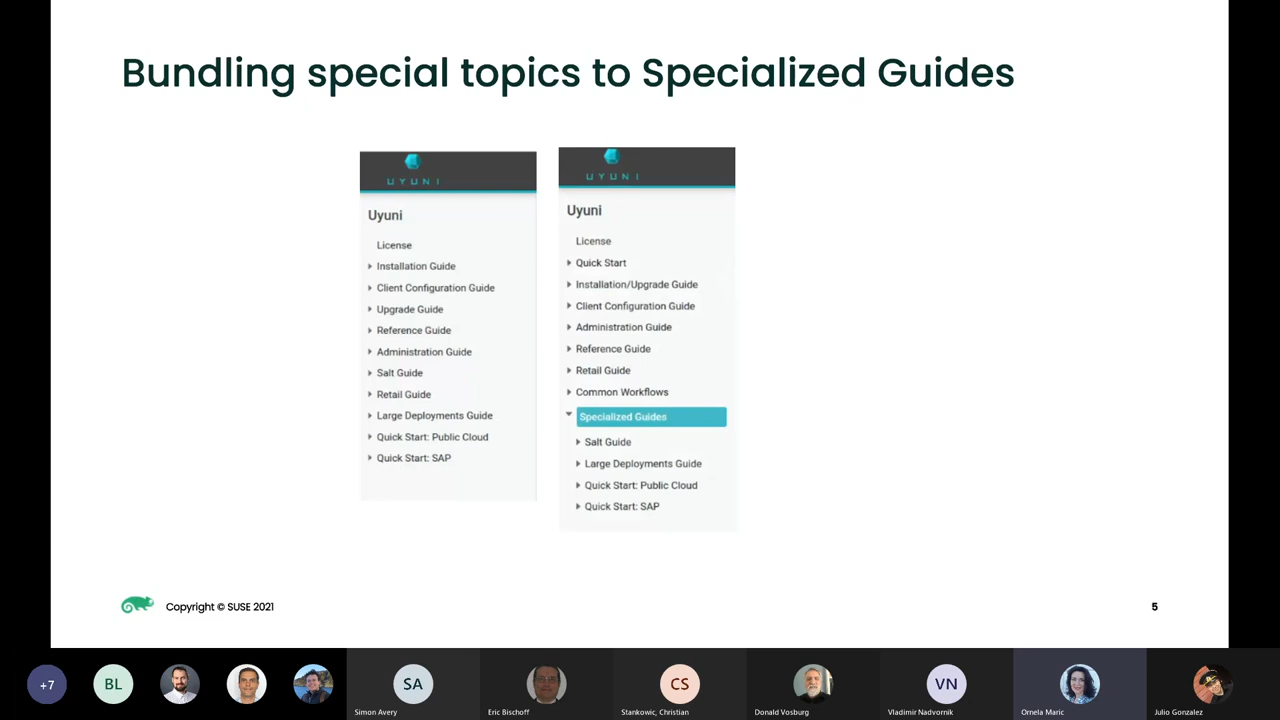 Bundling special topics to Specialized Guides
UYUNI
Uyuni
License
Installation Guide
Client Configuration Guide
Upgrade Guide
Reference Guide
Administration Guide
Salt Guide
Retail Guide
Large Deployments Guide
Quick Start: Public Cloud
Quick Start: SAP
UYUNI
Uyuni
License
Quick Start
Installation/Upgrade Guide
Client Configuration Guide
Administration Guide
Reference Guide
Retail Guide
Common Workflows
Specialized Guides
Salt Guide
Large Deployments Guide
Quick Start: Public Cloud
Quick Start: SAP
Copyright © SUSE 2021
5
+7
BL
SA
CS
VN
Simon Avery
Eric Bischoff
Stankowic, Christian
Donald Vosburg
Vladimir Nadvornik
Ornela Maric
Julio Gonzalez